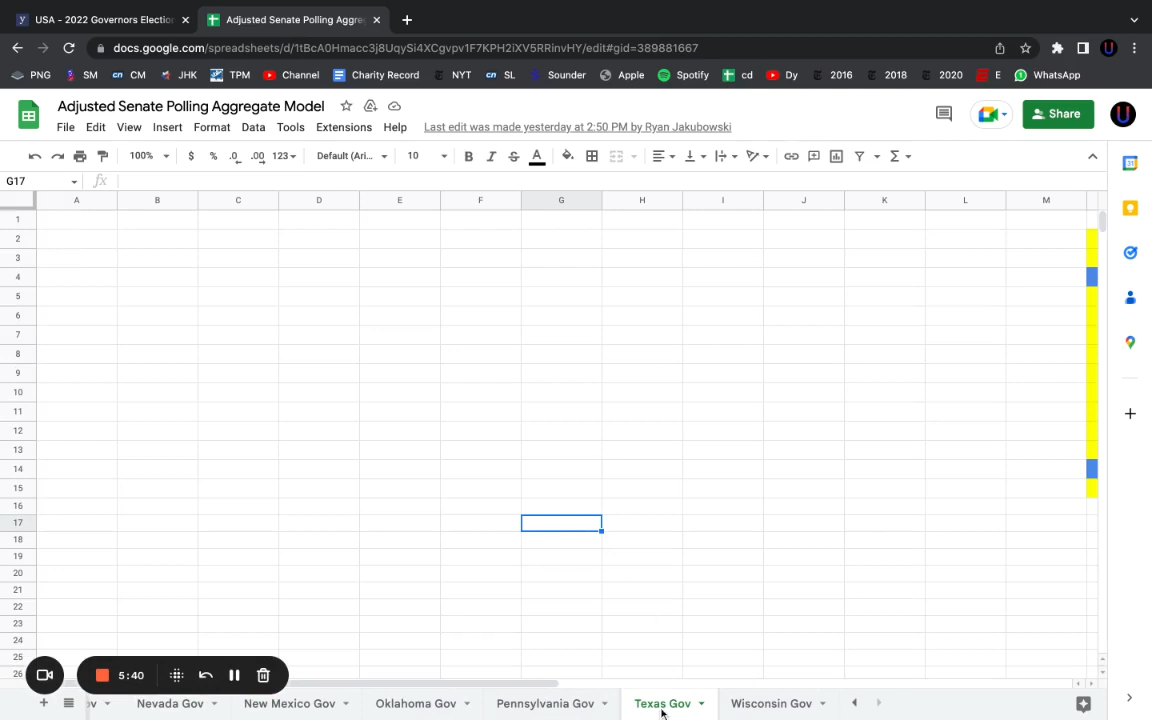 USA - 2022 Governors Election
Adjusted Senate Polling Aggre
docs.google.com/spreadsheets/d/1tBcA0Hmacc3j8UqySi4XCgvpv1F7KPH2iXV5RRinvHY/edit#gid=389881667
PNG SM CM JHK TPM Channel Charity Record NYT SL Sounder Apple Spotify cd Dy 2016 2018 2020 E WhatsApp
Adjusted Senate Polling Aggregate Model
Share
File Edit View Insert Format Data Tools Extensions Help Last edit was made yesterday at 2:50 PM by Ryan Jakubowski
100% $ % .0 .00 123 Default (Ari... 10 B I S A
G17 fx
A B C D E F G H I J K L M
1
2
3
4
5
6
7
8
9
10
11
12
13
14
15
16
17
18
19
20
21
22
23
24
25
26
5:40
ov Nevada Gov New Mexico Gov Oklahoma Gov Pennsylvania Gov Texas Gov Wisconsin Gov